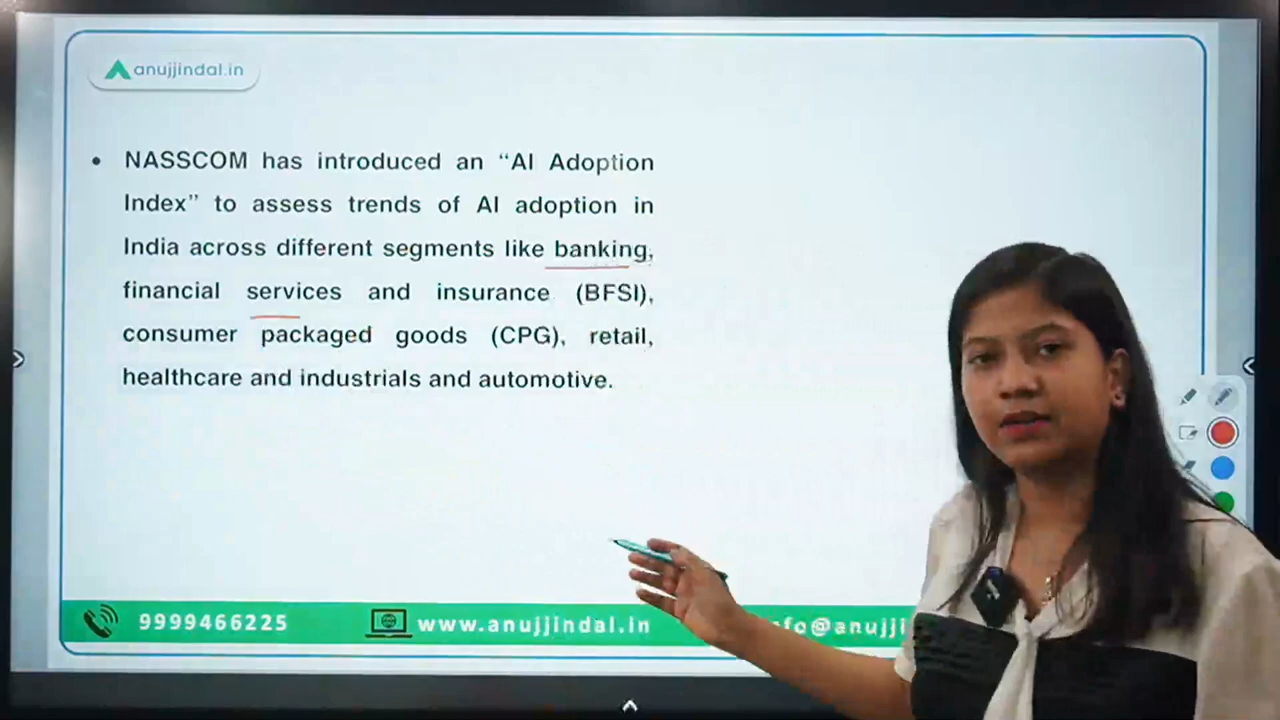 anujjindal.in
• NASSCOM has introduced an “AI Adoption
Index” to assess trends of AI adoption in
India across different segments like banking,
financial services and insurance (BFSI),
consumer packaged goods (CPG), retail,
healthcare and industrials and automotive.
9999466225 www.anujjindal.in